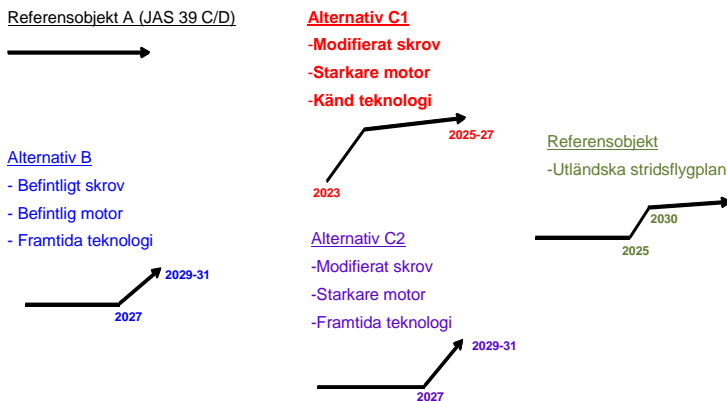 Referensobjekt A (JAS 39 C/D)
Alternativ C1
-Modifierat skrov
-Starkare motor
-Känd teknologi
2025-27
2023
Alternativ B
- Befintligt skrov
- Befintlig motor
- Framtida teknologi
2029-31
2027
Alternativ C2
-Modifierat skrov
-Starkare motor
-Framtida teknologi
2029-31
2027
Referensobjekt
-Utländska stridsflygplan
2030
2025